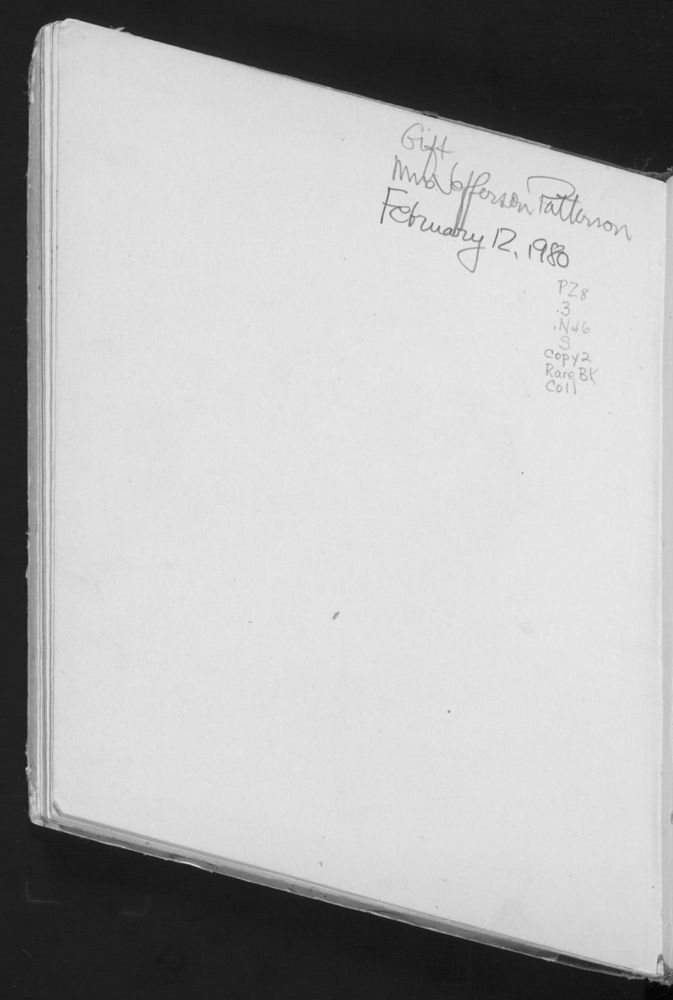 Gift
Mrs Jefferson Patterson
February 12, 1980
PZ8
.3
.N46
S
Copy 2
Rare BK
Coll